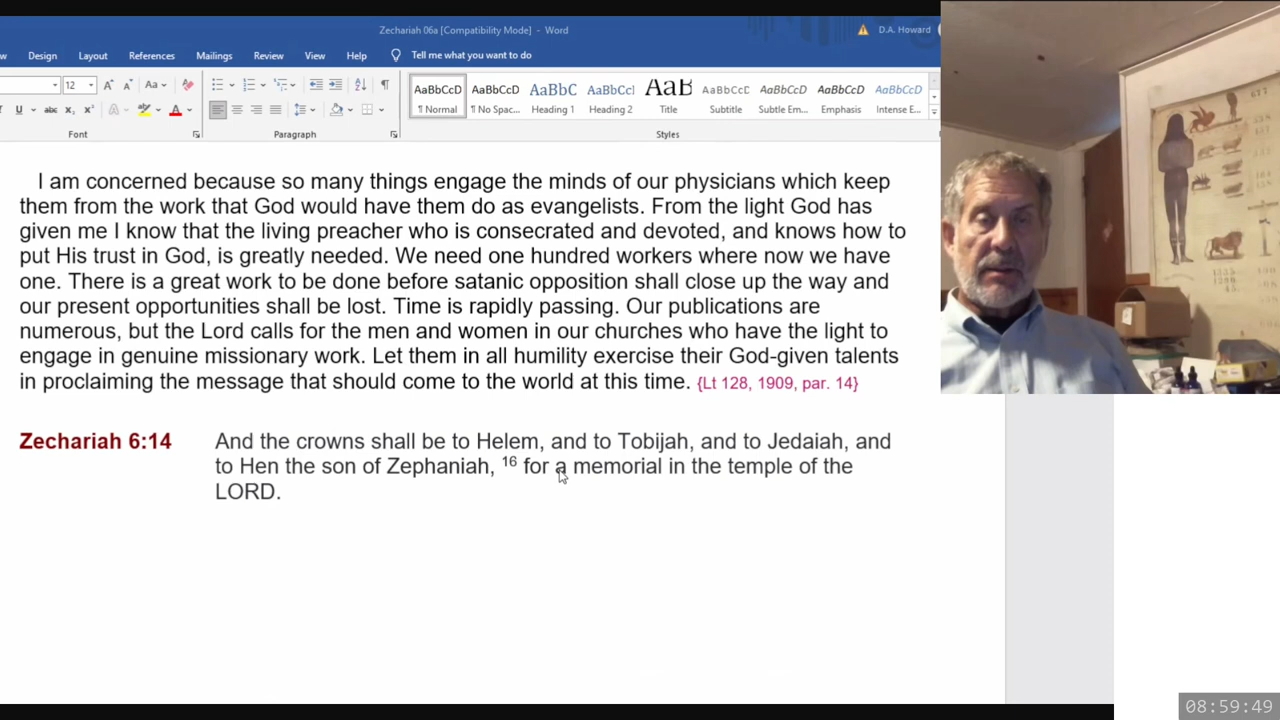 Zechariah 06a [Compatibility Mode] - Word
D.A. Howard
Design Layout References Mailings Review View Help Tell me what you want to do
12
AaBbCcD AaBbCcD AaBbC AaBbCcI AaB AaBbCcC AaBbCcD AaBbCcD AaBbCcD
¶ Normal ¶ No Spac... Heading 1 Heading 2 Title Subtitle Subtle Em... Emphasis Intense E...
Font Paragraph Styles
I am concerned because so many things engage the minds of our physicians which keep
them from the work that God would have them do as evangelists. From the light God has
given me I know that the living preacher who is consecrated and devoted, and knows how to
put His trust in God, is greatly needed. We need one hundred workers where now we have
one. There is a great work to be done before satanic opposition shall close up the way and
our present opportunities shall be lost. Time is rapidly passing. Our publications are
numerous, but the Lord calls for the men and women in our churches who have the light to
engage in genuine missionary work. Let them in all humility exercise their God-given talents
in proclaiming the message that should come to the world at this time. {Lt 128, 1909, par. 14}
Zechariah 6:14 And the crowns shall be to Helem, and to Tobijah, and to Jedaiah, and
to Hen the son of Zephaniah, 16 for a memorial in the temple of the
LORD.
677
08:59:49